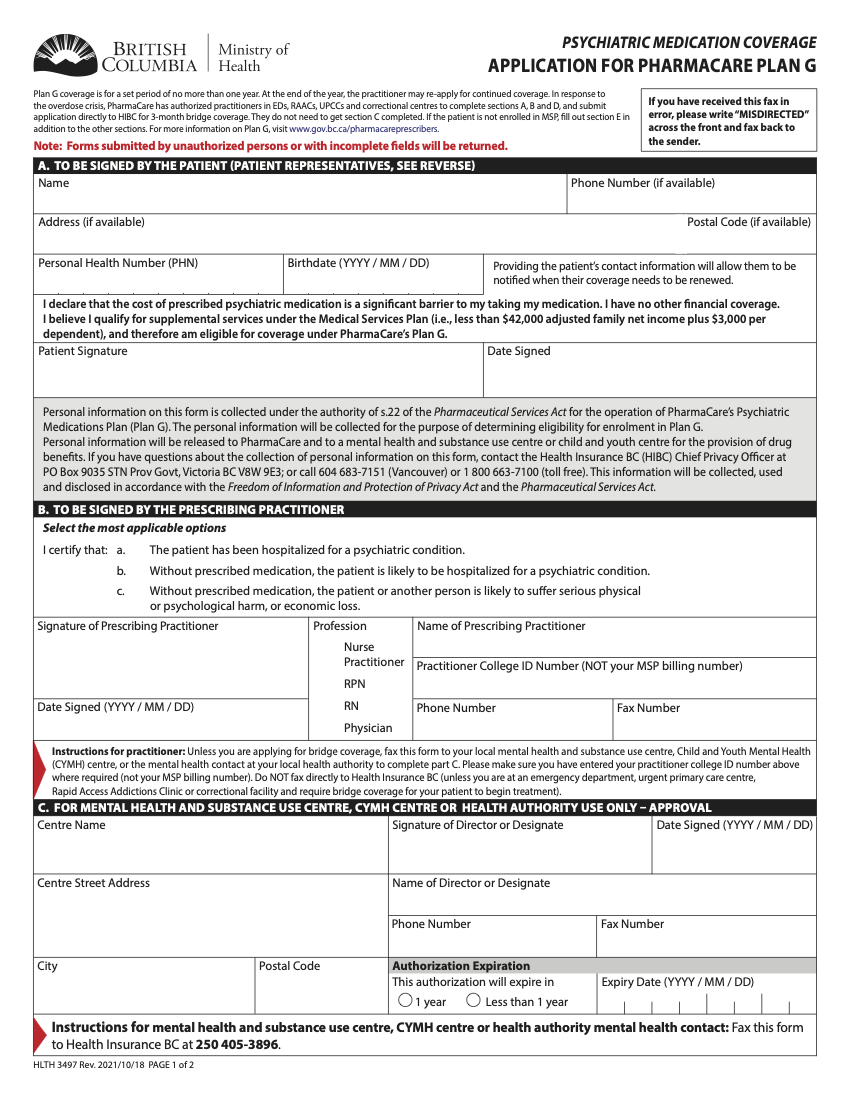 BRITISH
COLUMBIA
Ministry of
Health
PSYCHIATRIC MEDICATION COVERAGE
APPLICATION FOR PHARMACARE PLAN G
Plan G coverage is for a set period of no more than one year. At the end of the year, the practitioner may re-apply for continued coverage. In response to
the overdose crisis, PharmaCare has authorized practitioners in EDs, RAACs, UPCCs and correctional centres to complete sections A, B and D, and submit
application directly to HIBC for 3-month bridge coverage. They do not need to get section C completed. If the patient is not enrolled in MSP, fill out section E in
addition to the other sections. For more information on Plan G, visit www.gov.bc.ca/pharmacareprescribers.
If you have received this fax in
error, please write “MISDIRECTED”
across the front and fax back to
the sender.
Note: Forms submitted by unauthorized persons or with incomplete fields will be returned.
A. TO BE SIGNED BY THE PATIENT (PATIENT REPRESENTATIVES, SEE REVERSE)
Name
Phone Number (if available)
Address (if available)
Postal Code (if available)
Personal Health Number (PHN)
Birthdate (YYYY / MM / DD)
Providing the patient’s contact information will allow them to be
notified when their coverage needs to be renewed.
I declare that the cost of prescribed psychiatric medication is a significant barrier to my taking my medication. I have no other financial coverage.
I believe I qualify for supplemental services under the Medical Services Plan (i.e., less than $42,000 adjusted family net income plus $3,000 per
dependent), and therefore am eligible for coverage under PharmaCare’s Plan G.
Patient Signature
Date Signed
Personal information on this form is collected under the authority of s.22 of the Pharmaceutical Services Act for the operation of PharmaCare’s Psychiatric
Medications Plan (Plan G). The personal information will be collected for the purpose of determining eligibility for enrolment in Plan G.
Personal information will be released to PharmaCare and to a mental health and substance use centre or child and youth centre for the provision of drug
benefits. If you have questions about the collection of personal information on this form, contact the Health Insurance BC (HIBC) Chief Privacy Officer at
PO Box 9035 STN Prov Govt, Victoria BC V8W 9E3; or call 604 683-7151 (Vancouver) or 1 800 663-7100 (toll free). This information will be collected, used
and disclosed in accordance with the Freedom of Information and Protection of Privacy Act and the Pharmaceutical Services Act.
B. TO BE SIGNED BY THE PRESCRIBING PRACTITIONER
Select the most applicable options
I certify that: a. The patient has been hospitalized for a psychiatric condition.
b. Without prescribed medication, the patient is likely to be hospitalized for a psychiatric condition.
c. Without prescribed medication, the patient or another person is likely to suffer serious physical
or psychological harm, or economic loss.
Signature of Prescribing Practitioner
Profession
Nurse
Practitioner
RPN
RN
Physician
Name of Prescribing Practitioner
Practitioner College ID Number (NOT your MSP billing number)
Date Signed (YYYY / MM / DD)
Phone Number
Fax Number
Instructions for practitioner: Unless you are applying for bridge coverage, fax this form to your local mental health and substance use centre, Child and Youth Mental Health
(CYMH) centre, or the mental health contact at your local health authority to complete part C. Please make sure you have entered your practitioner college ID number above
where required (not your MSP billing number). Do NOT fax directly to Health Insurance BC (unless you are at an emergency department, urgent primary care centre,
Rapid Access Addictions Clinic or correctional facility and require bridge coverage for your patient to begin treatment).
C. FOR MENTAL HEALTH AND SUBSTANCE USE CENTRE, CYMH CENTRE OR HEALTH AUTHORITY USE ONLY – APPROVAL
Centre Name
Signature of Director or Designate
Date Signed (YYYY / MM / DD)
Centre Street Address
Name of Director or Designate
Phone Number
Fax Number
City
Postal Code
Authorization Expiration
This authorization will expire in
1 year
Less than 1 year
Expiry Date (YYYY / MM / DD)
Instructions for mental health and substance use centre, CYMH centre or health authority mental health contact: Fax this form
to Health Insurance BC at 250 405-3896.
HLTH 3497 Rev. 2021/10/18 PAGE 1 of 2